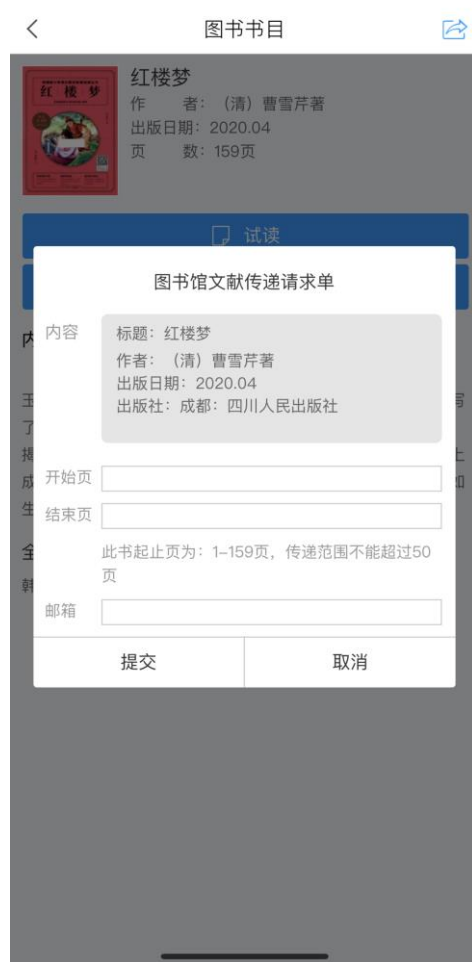 图书书目
红 楼 梦
红楼梦
作 者：（清）曹雪芹著
出版日期：2020.04
页 数：159页
试读
图书馆文献传递请求单
内容
标题：红楼梦
作者：（清）曹雪芹著
出版日期：2020.04
出版社：成都：四川人民出版社
开始页
结束页
此书起止页为：1-159页，传递范围不能超过50
页
邮箱
提交
取消